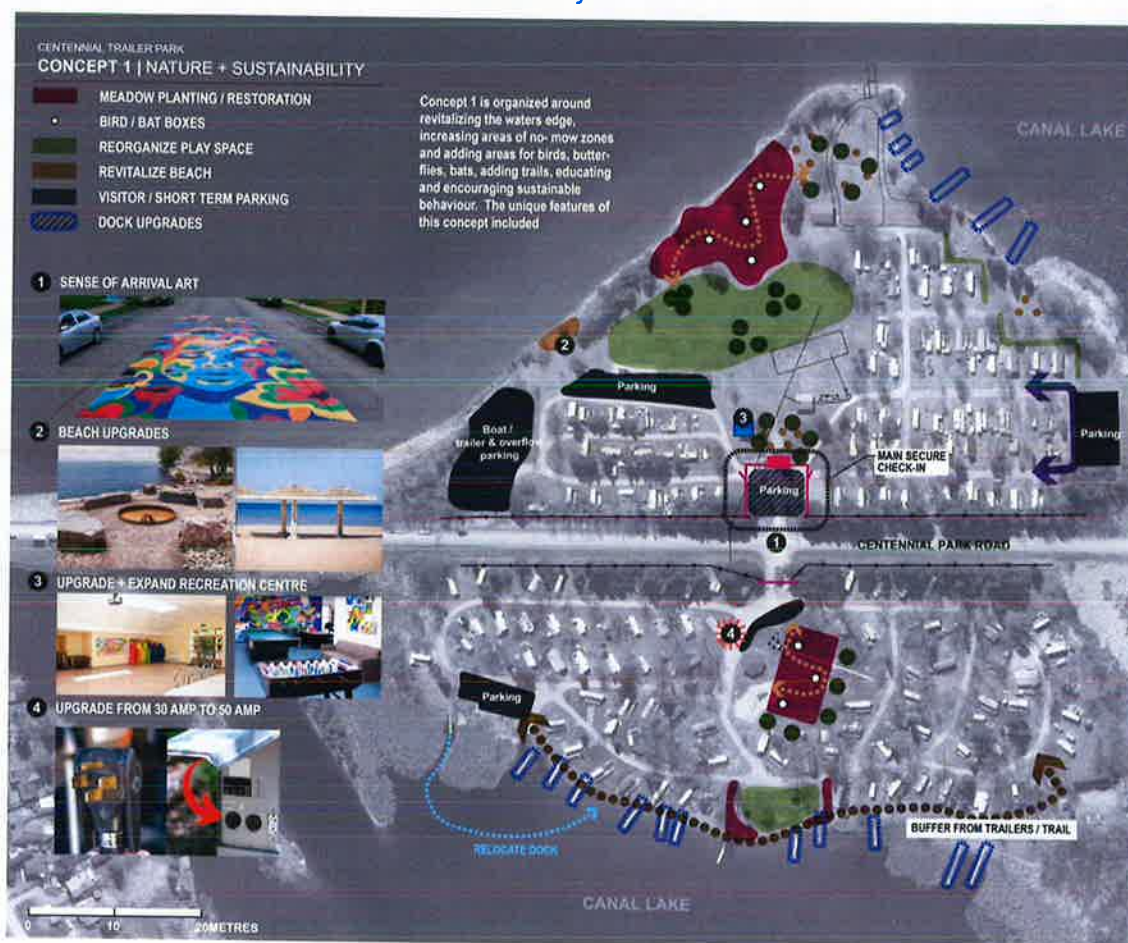 CENTENNIAL TRAILER PARK
CONCEPT 1 | NATURE + SUSTAINABILITY
MEADOW PLANTING / RESTORATION
BIRD / BAT BOXES
REORGANIZE PLAY SPACE
REVITALIZE BEACH
VISITOR / SHORT TERM PARKING
DOCK UPGRADES
Concept 1 is organized around
revitalizing the waters edge,
increasing areas of no- mow zones
and adding areas for birds, butter-
flies, bats, adding trails, educating
and encouraging sustainable
behaviour. The unique features of
this concept included
1 SENSE OF ARRIVAL ART
2 BEACH UPGRADES
3 UPGRADE + EXPAND RECREATION CENTRE
4 UPGRADE FROM 30 AMP TO 50 AMP
0 10 20METRES
CANAL LAKE
2
Parking
Boat /
trailer & overflow
parking
3
Parking
MAIN SECURE
CHECK-IN
Parking
1
CENTENNIAL PARK ROAD
4
Parking
RELOCATE DOCK
BUFFER FROM TRAILERS / TRAIL
CANAL LAKE